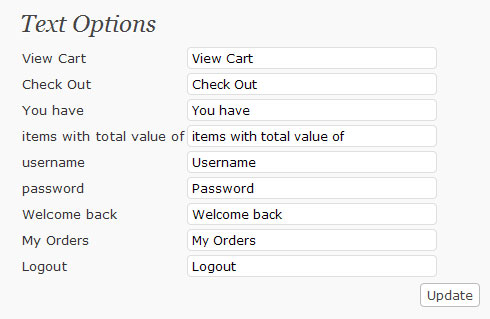 Text Options
View Cart View Cart
Check Out Check Out
You have You have
items with total value of items with total value of
username Username
password Password
Welcome back Welcome back
My Orders My Orders
Logout Logout
Update